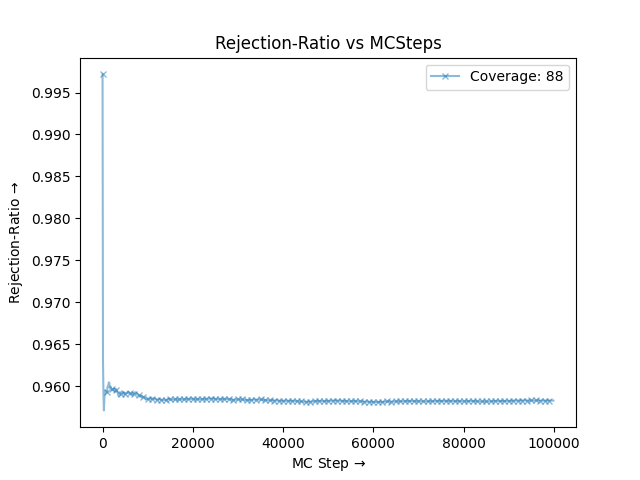 Rejection-Ratio vs MCSteps
Coverage: 88
0.995
0.990
0.985
0.980
0.975
0.970
0.965
0.960
Rejection-Ratio →
0 20000 40000 60000 80000 100000
MC Step →